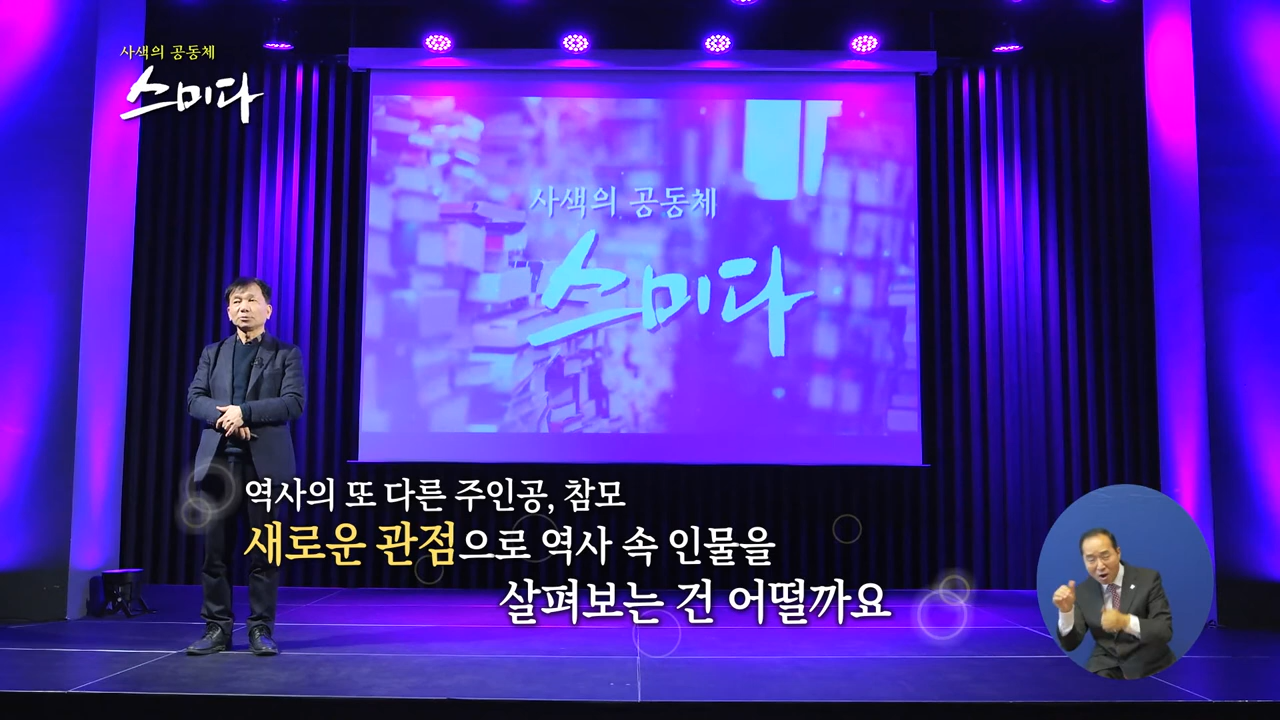 사색의 공동체
스미다
사색의 공동체
스미다
역사의 또 다른 주인공, 참모
새로운 관점으로 역사 속 인물을
살펴보는 건 어떨까요